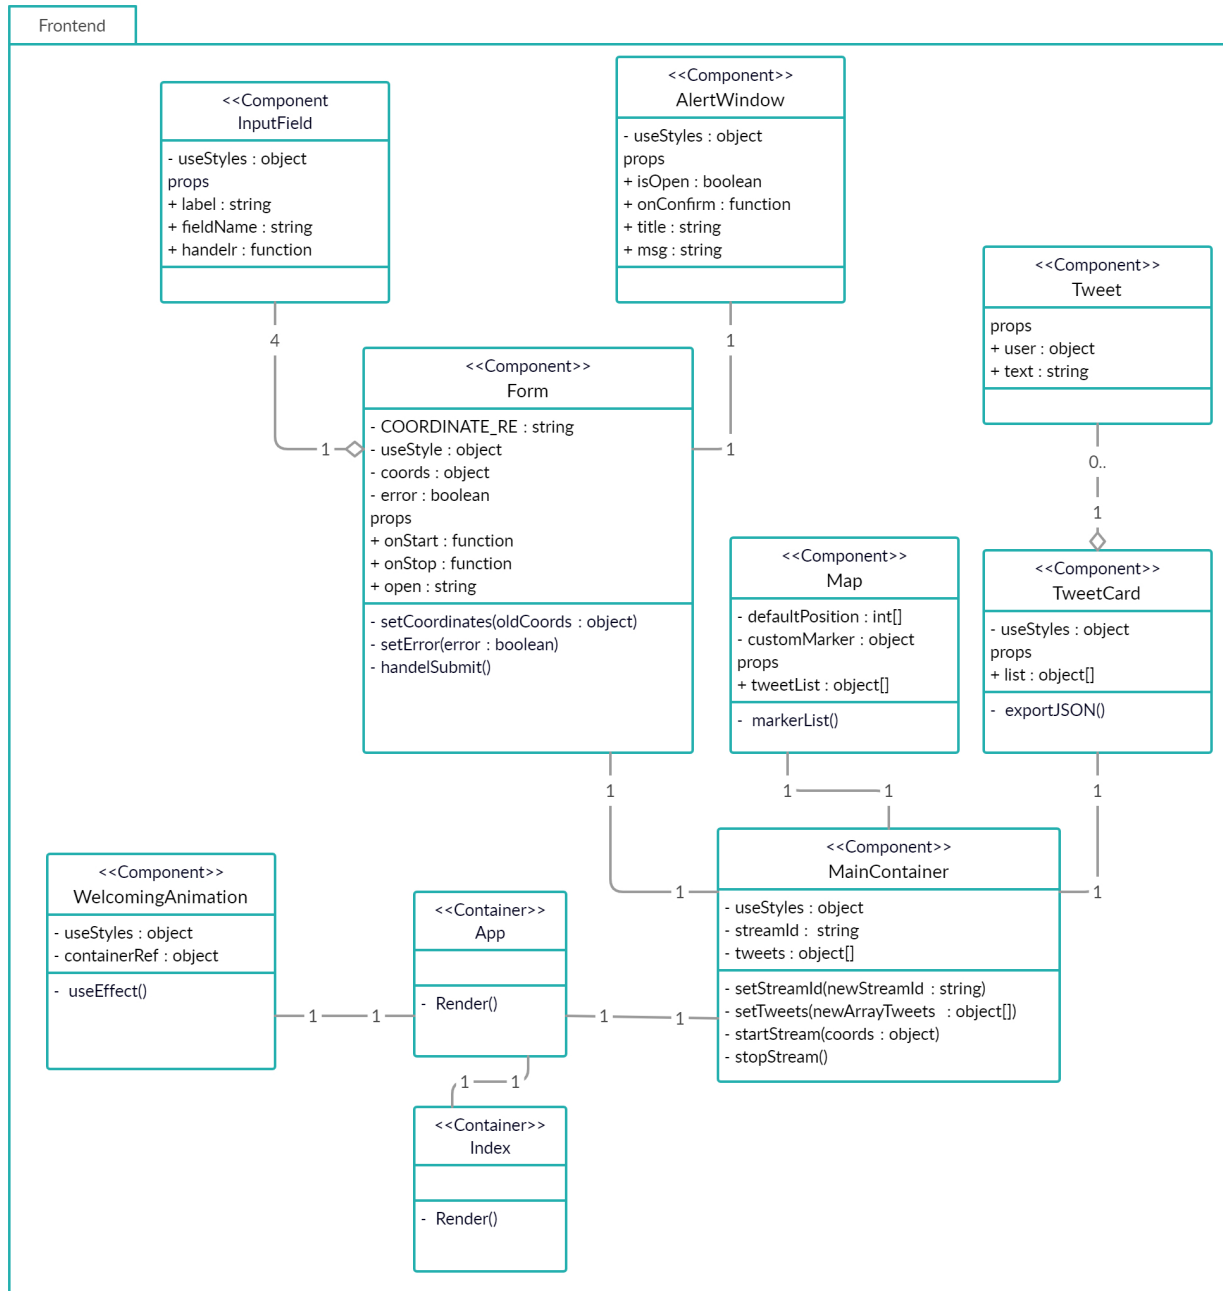 Frontend
<<Component
InputField
- useStyles : object
props
+ label : string
+ fieldName : string
+ handelr : function
<<Component>>
AlertWindow
- useStyles : object
props
+ isOpen : boolean
+ onConfirm : function
+ title : string
+ msg : string
<<Component>>
Tweet
props
+ user : object
+ text : string
4
1
1
1
0..
1
<<Component>>
Form
- COORDINATE_RE : string
- useStyle : object
- coords : object
- error : boolean
props
+ onStart : function
+ onStop : function
+ open : string
- setCoordinates(oldCoords : object)
- setError(error : boolean)
- handelSubmit()
<<Component>>
Map
- defaultPosition : int[]
- customMarker : object
props
+ tweetList : object[]
- markerList()
<<Component>>
TweetCard
- useStyles : object
props
+ list : object[]
- exportJSON()
1
1
1
1
1
1
<<Component>>
WelcomingAnimation
- useStyles : object
- containerRef : object
- useEffect()
1
1
<<Container>>
App
- Render()
1
1
<<Component>>
MainContainer
- useStyles : object
- streamId : string
- tweets : object[]
- setStreamId(newStreamId : string)
- setTweets(newArrayTweets : object[])
- startStream(coords : object)
- stopStream()
1
1
<<Container>>
Index
- Render()